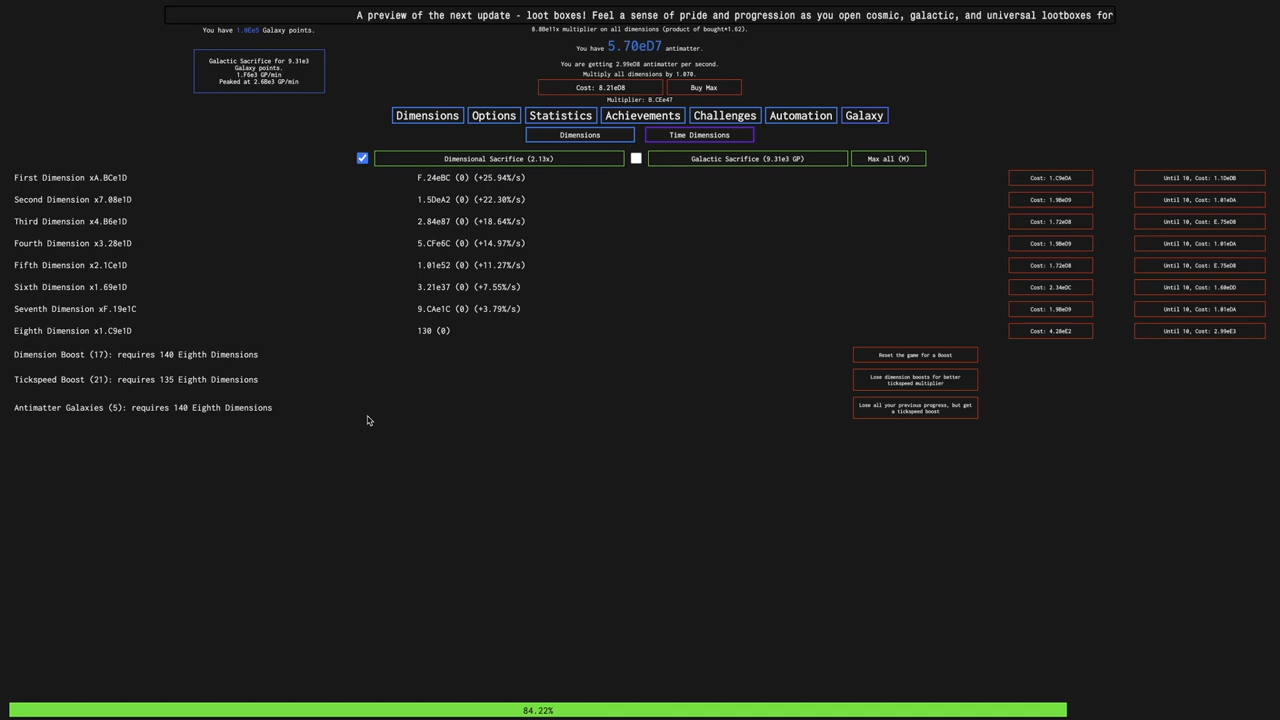 A preview of the next update - loot boxes! Feel a sense of pride and progression as you open cosmic, galactic, and universal lootboxes for
You have 1.0Ee5 Galaxy points.
8.8Be11x multiplier on all dimensions (product of bought*1.62).
You have 5.70eD7 antimatter.
Galactic Sacrifice for 9.31e3
Galaxy points.
1.F6e3 GP/min
Peaked at 2.6Be3 GP/min
You are getting 2.99eD8 antimatter per second.
Multiply all dimensions by 1.070.
Cost: 8.21eD8 Buy Max
Multiplier: B.CEe47
Dimensions Options Statistics Achievements Challenges Automation Galaxy
Dimensions Time Dimensions
Dimensional Sacrifice (2.13x) Galactic Sacrifice (9.31e3 GP) Max all (M)
First Dimension xA.BCe1D F.24eBC (0) (+25.94%/s) Cost: 1.C9eDA Until 10, Cost: 1.1DeDB
Second Dimension x7.08e1D 1.5DeA2 (0) (+22.30%/s) Cost: 1.9BeD9 Until 10, Cost: 1.01eDA
Third Dimension x4.B6e1D 2.84e87 (0) (+18.64%/s) Cost: 1.72eD8 Until 10, Cost: E.75eD8
Fourth Dimension x3.28e1D 5.CFe6C (0) (+14.97%/s) Cost: 1.9BeD9 Until 10, Cost: 1.01eDA
Fifth Dimension x2.1Ce1D 1.01e52 (0) (+11.27%/s) Cost: 1.72eD8 Until 10, Cost: E.75eD8
Sixth Dimension x1.69e1D 3.21e37 (0) (+7.55%/s) Cost: 2.34eDC Until 10, Cost: 1.60eDD
Seventh Dimension xF.19e1C 9.CAe1C (0) (+3.79%/s) Cost: 1.9BeD9 Until 10, Cost: 1.01eDA
Eighth Dimension x1.C9e1D 130 (0) Cost: 4.28eE2 Until 10, Cost: 2.99eE3
Dimension Boost (17): requires 140 Eighth Dimensions Reset the game for a Boost
Tickspeed Boost (21): requires 135 Eighth Dimensions Lose dimension boosts for better
tickspeed multiplier
Antimatter Galaxies (5): requires 140 Eighth Dimensions Lose all your previous progress, but get
a tickspeed boost
84.22%